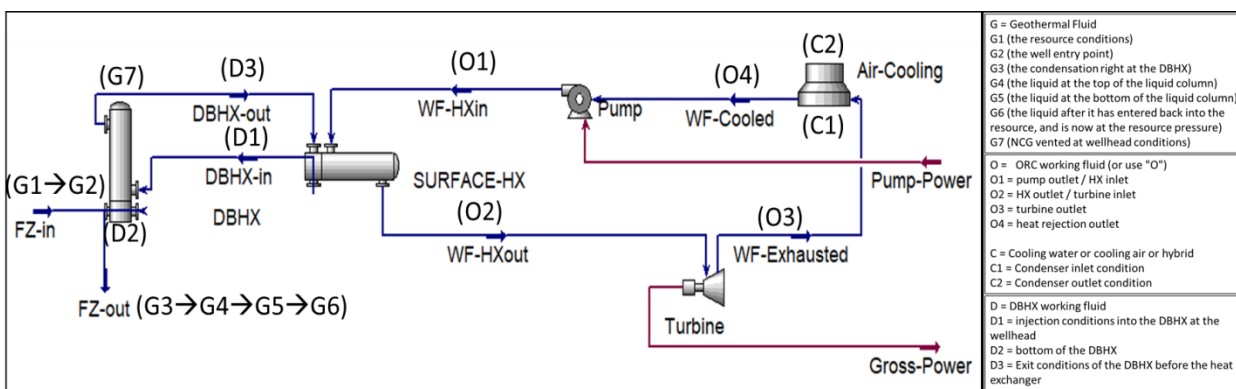 (G7)
(D3)
(O1)
(C2)
DBHX-out
WF-HXin
Pump
(O4)
WF-Cooled
Air-Cooling
(C1)
(D1)
DBHX-in
SURFACE-HX
Pump-Power
(G1→G2)
FZ-in
(D2)
DBHX
(O2)
WF-HXout
(O3)
WF-Exhausted
FZ-out (G3→G4→G5→G6)
Turbine
Gross-Power
G = Geothermal Fluid
G1 (the resource conditions)
G2 (the well entry point)
G3 (the condensation right at the DBHX)
G4 (the liquid at the top of the liquid column)
G5 (the liquid at the bottom of the liquid column)
G6 (the liquid after it has entered back into the
resource, and is now at the resource pressure)
G7 (NCG vented at wellhead conditions)
O = ORC working fluid (or use "O")
O1 = pump outlet / HX inlet
O2 = HX outlet / turbine inlet
O3 = turbine outlet
O4 = heat rejection outlet
C = Cooling water or cooling air or hybrid
C1 = Condenser inlet condition
C2 = Condenser outlet condition
D = DBHX working fluid
D1 = injection conditions into the DBHX at the
wellhead
D2 = bottom of the DBHX
D3 = Exit conditions of the DBHX before the heat
exchanger